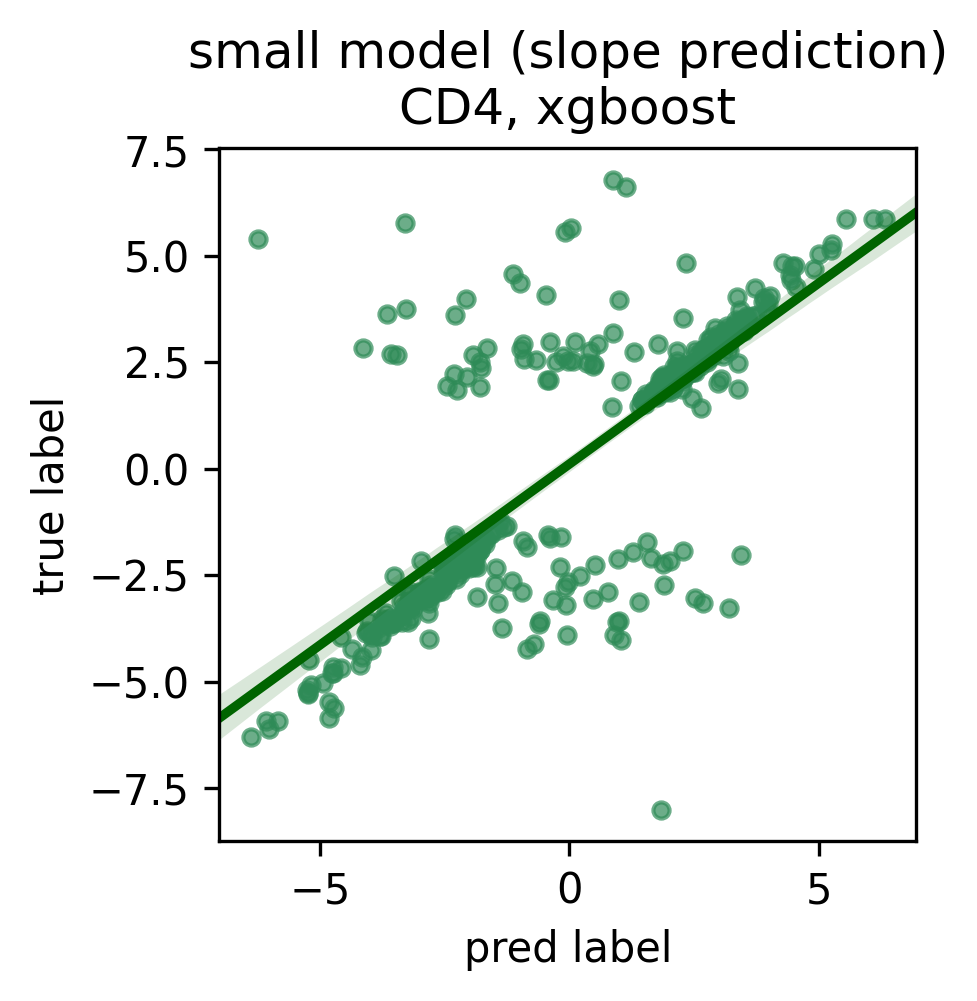 small model (slope prediction)
CD4, xgboost
7.5
5.0
2.5
0.0
−2.5
−5.0
−7.5
true label
−5
0
5
pred label